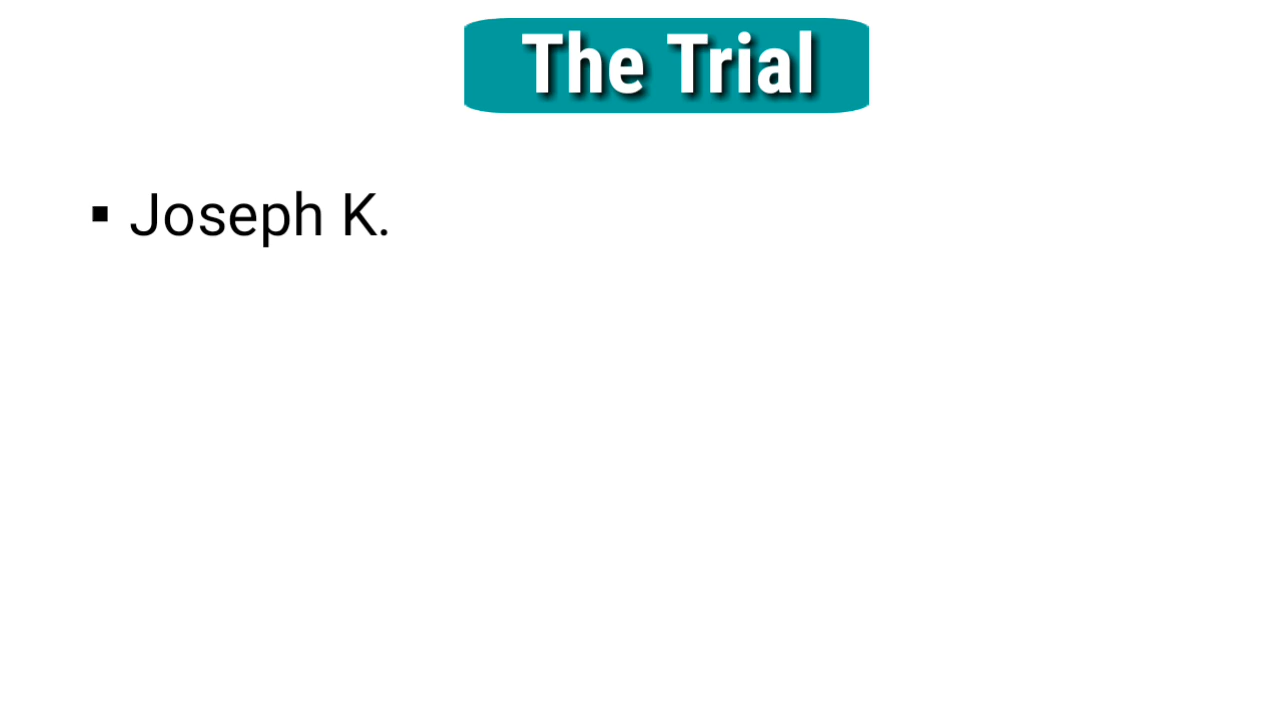 The Trial
▪ Joseph K.